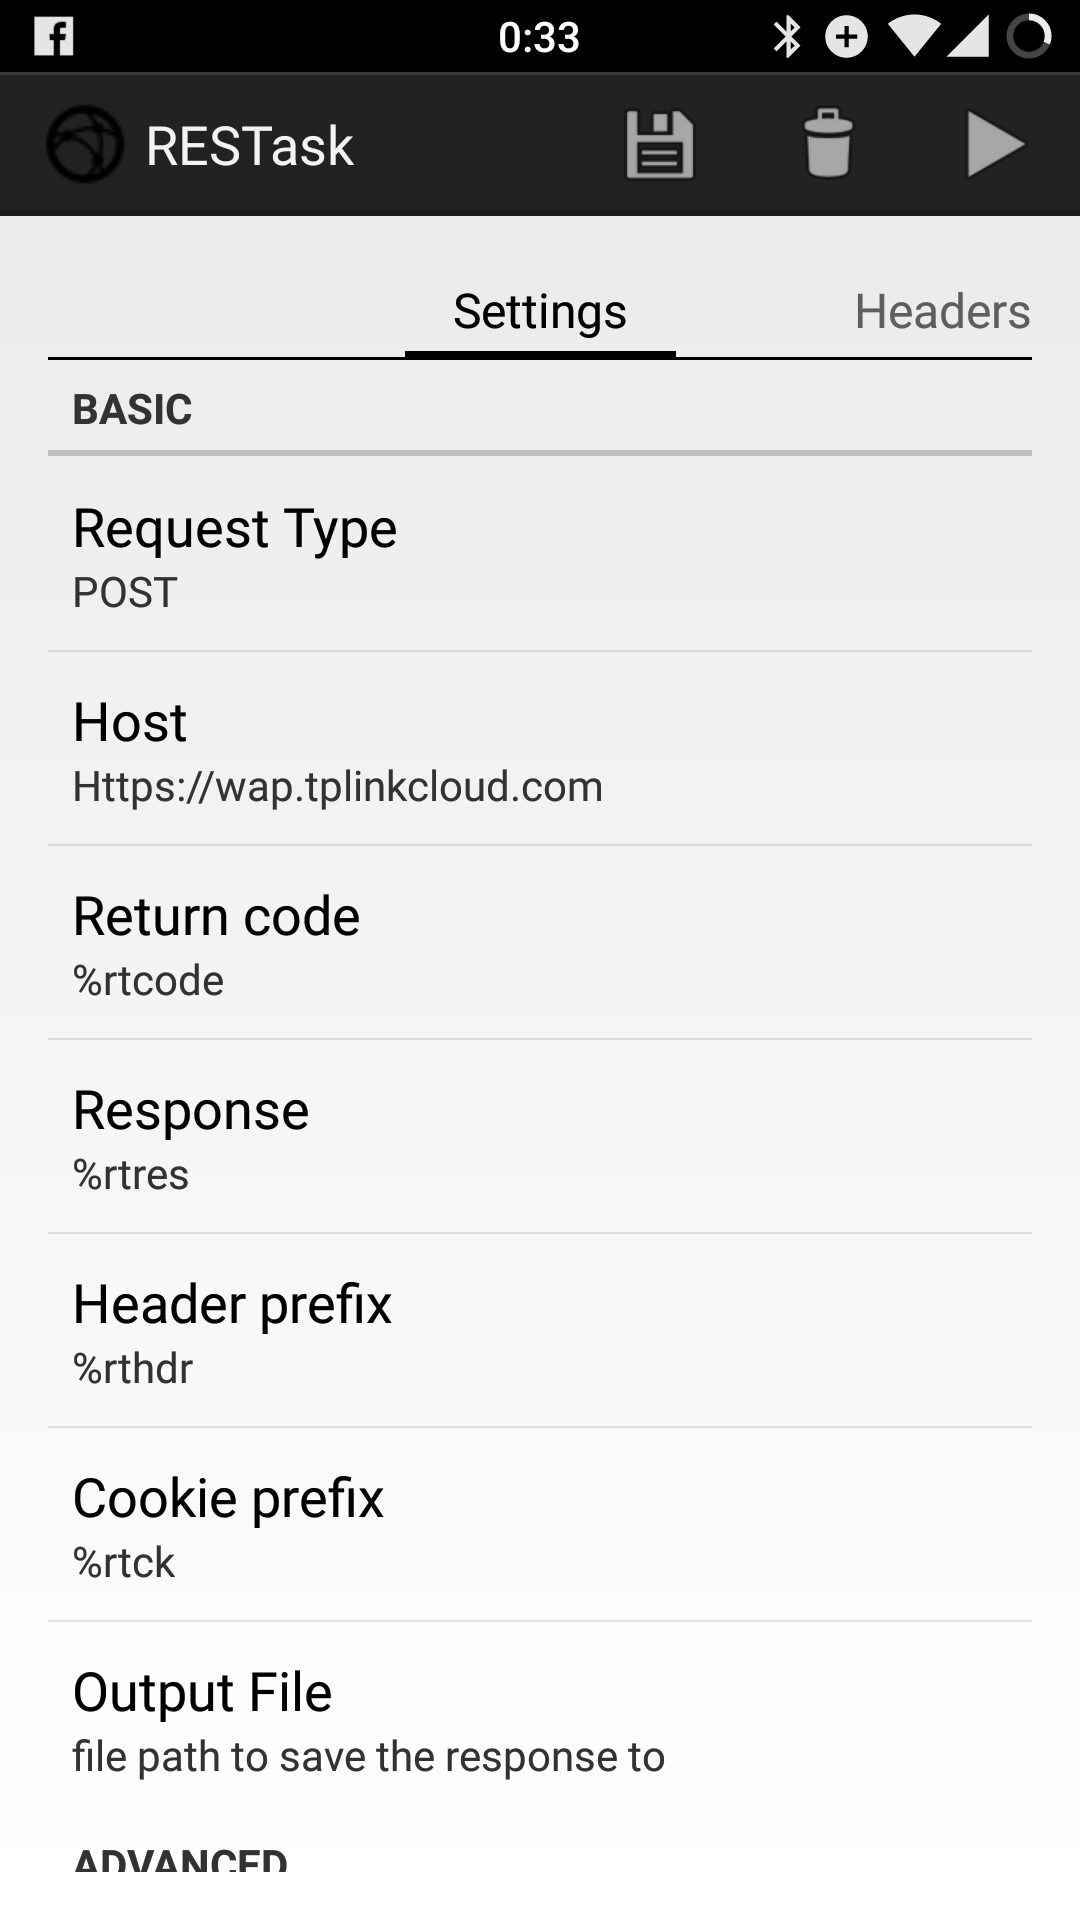 0:33
RESTask
Settings Headers
BASIC
Request Type
POST
Host
Https://wap.tplinkcloud.com
Return code
%rtcode
Response
%rtres
Header prefix
%rthdr
Cookie prefix
%rtck
Output File
file path to save the response to
ADVANCED